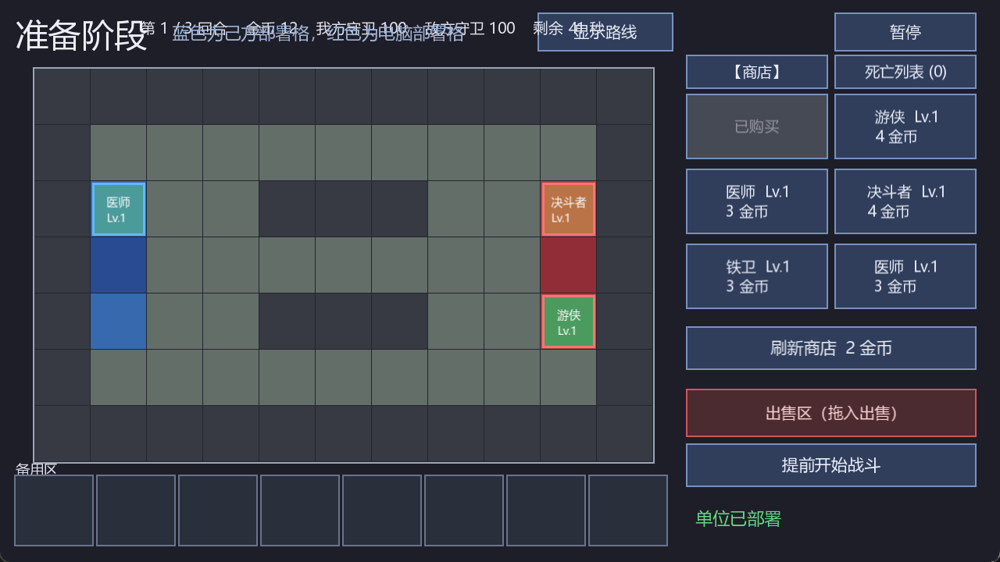 准备阶段
第 1 / 3 回合 金币 12 我方守卫 100 敌方守卫 100 剩余
蓝色为己方部署格，红色为电脑部署格
显示路线
暂停
【商店】
死亡列表 (0)
已购买
游侠 Lv.1
4 金币
医师 Lv.1
3 金币
决斗者 Lv.1
4 金币
铁卫 Lv.1
3 金币
医师 Lv.1
3 金币
刷新商店 2 金币
出售区（拖入出售）
提前开始战斗
单位已部署
医师
Lv.1
决斗者
Lv.1
游侠
Lv.1
备用区